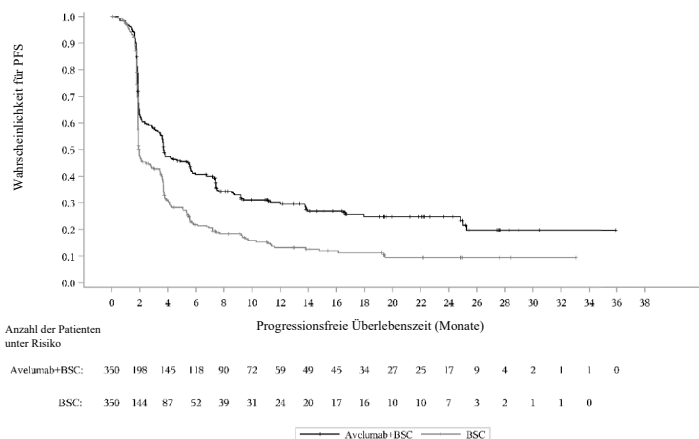 Wahrscheinlichkeit für PFS
1.0
0.9
0.8
0.7
0.6
0.5
0.4
0.3
0.2
0.1
0.0
0 2 4 6 8 10 12 14 16 18 20 22 24 26 28 30 32 34 36 38
Progressionsfreie Überlebenszeit (Monate)
Anzahl der Patienten
unter Risiko
Avelumab+BSC: 350 198 145 118 90 72 59 49 45 34 27 25 17 9 4 2 1 1 0
BSC: 350 144 87 52 39 31 24 20 17 16 10 10 7 3 2 1 1 0
Avelumab+BSC BSC